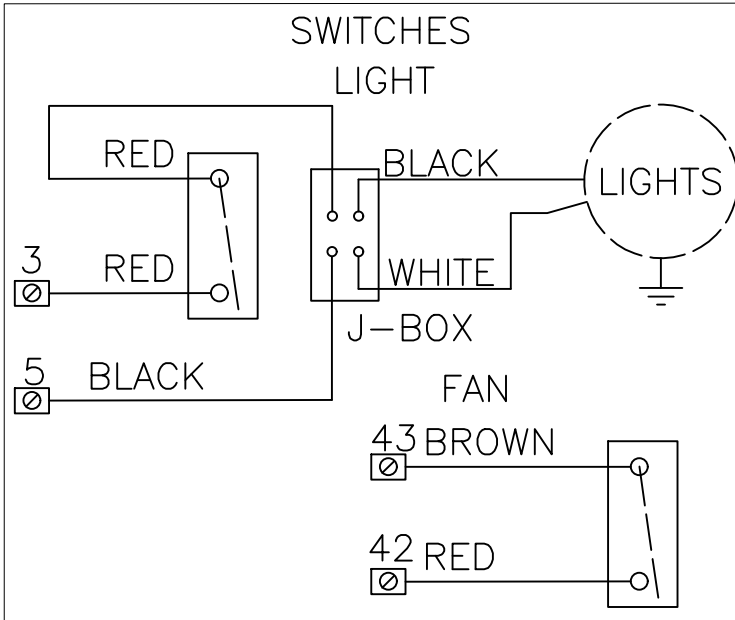 SWITCHES
LIGHT
RED
BLACK
LIGHTS
3
RED
WHITE
J-BOX
5
BLACK
FAN
43 BROWN
42 RED